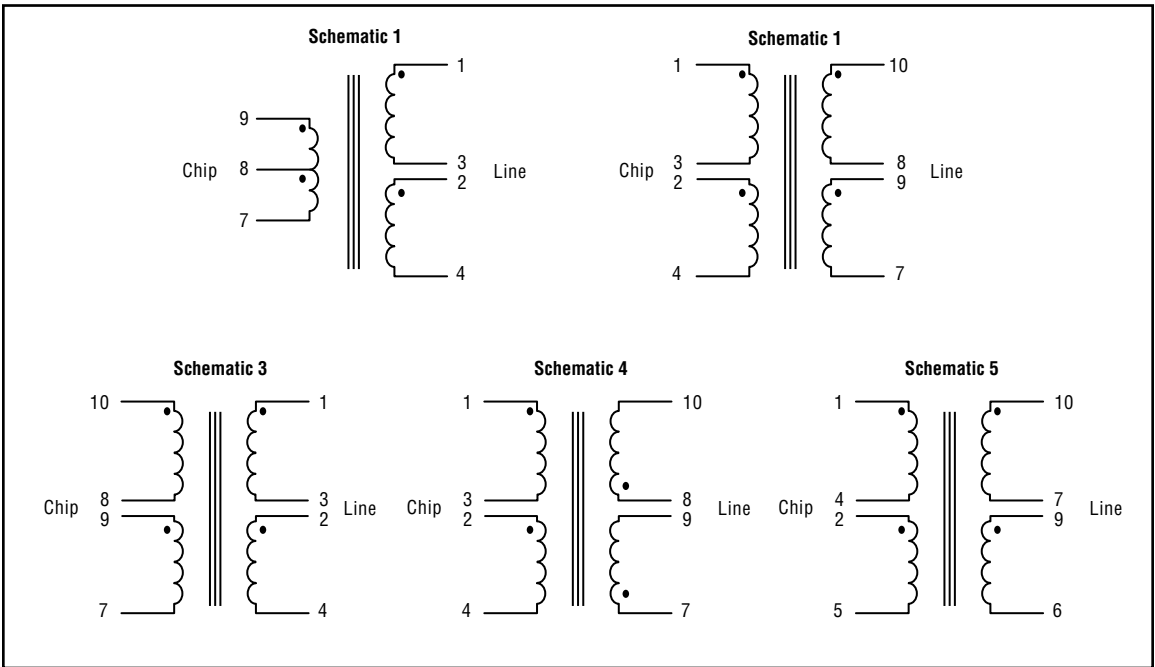 Schematic 1
9
Chip 8
7
1
3
2 Line
4
Schematic 1
1
Chip 3
2
4
10
8
9 Line
7
Schematic 3
10
Chip 8
9
7
1
3
2 Line
4
Schematic 4
1
Chip 3
2
4
10
8
9 Line
7
Schematic 5
1
Chip 4
2
5
10
7
9 Line
6